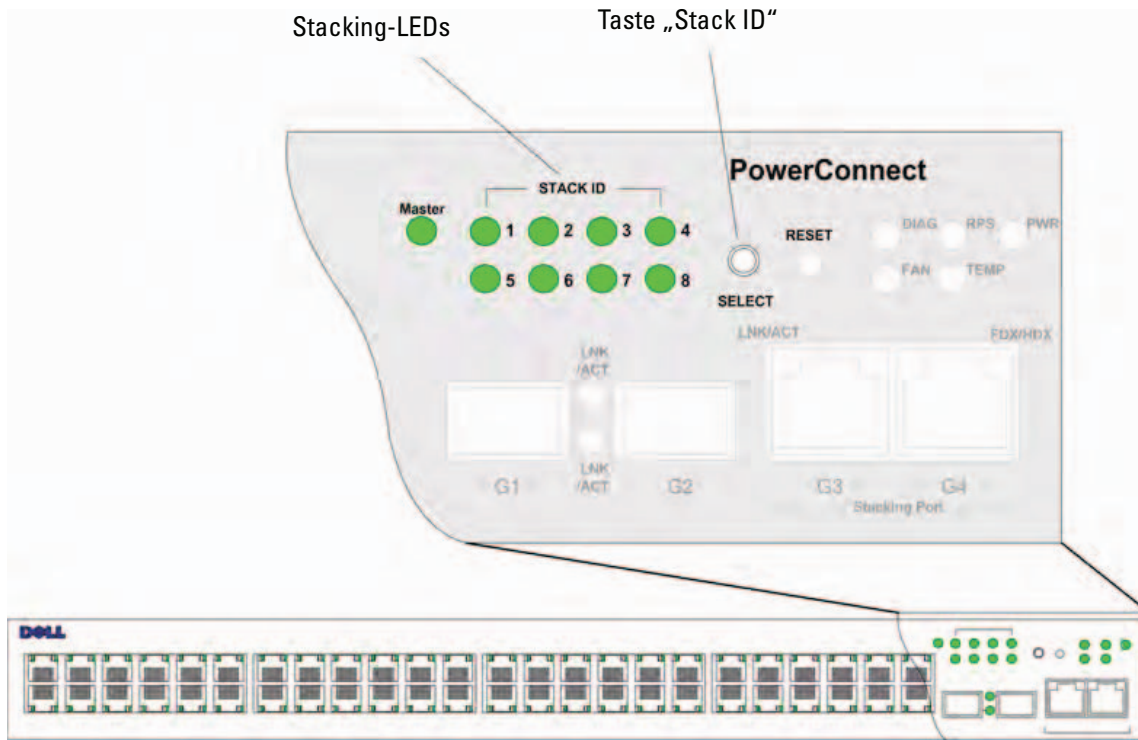 Stacking-LEDs
Taste „Stack ID“
PowerConnect
STACK ID
Master
1 2 3 4
5 6 7 8
SELECT
RESET
DIAG RPS PWR
FAN TEMP
LNK/ACT
FDX/HDX
LNK
/ACT
LNK
/ACT
G1
G2
G3
G4
Stacking Port
DELL